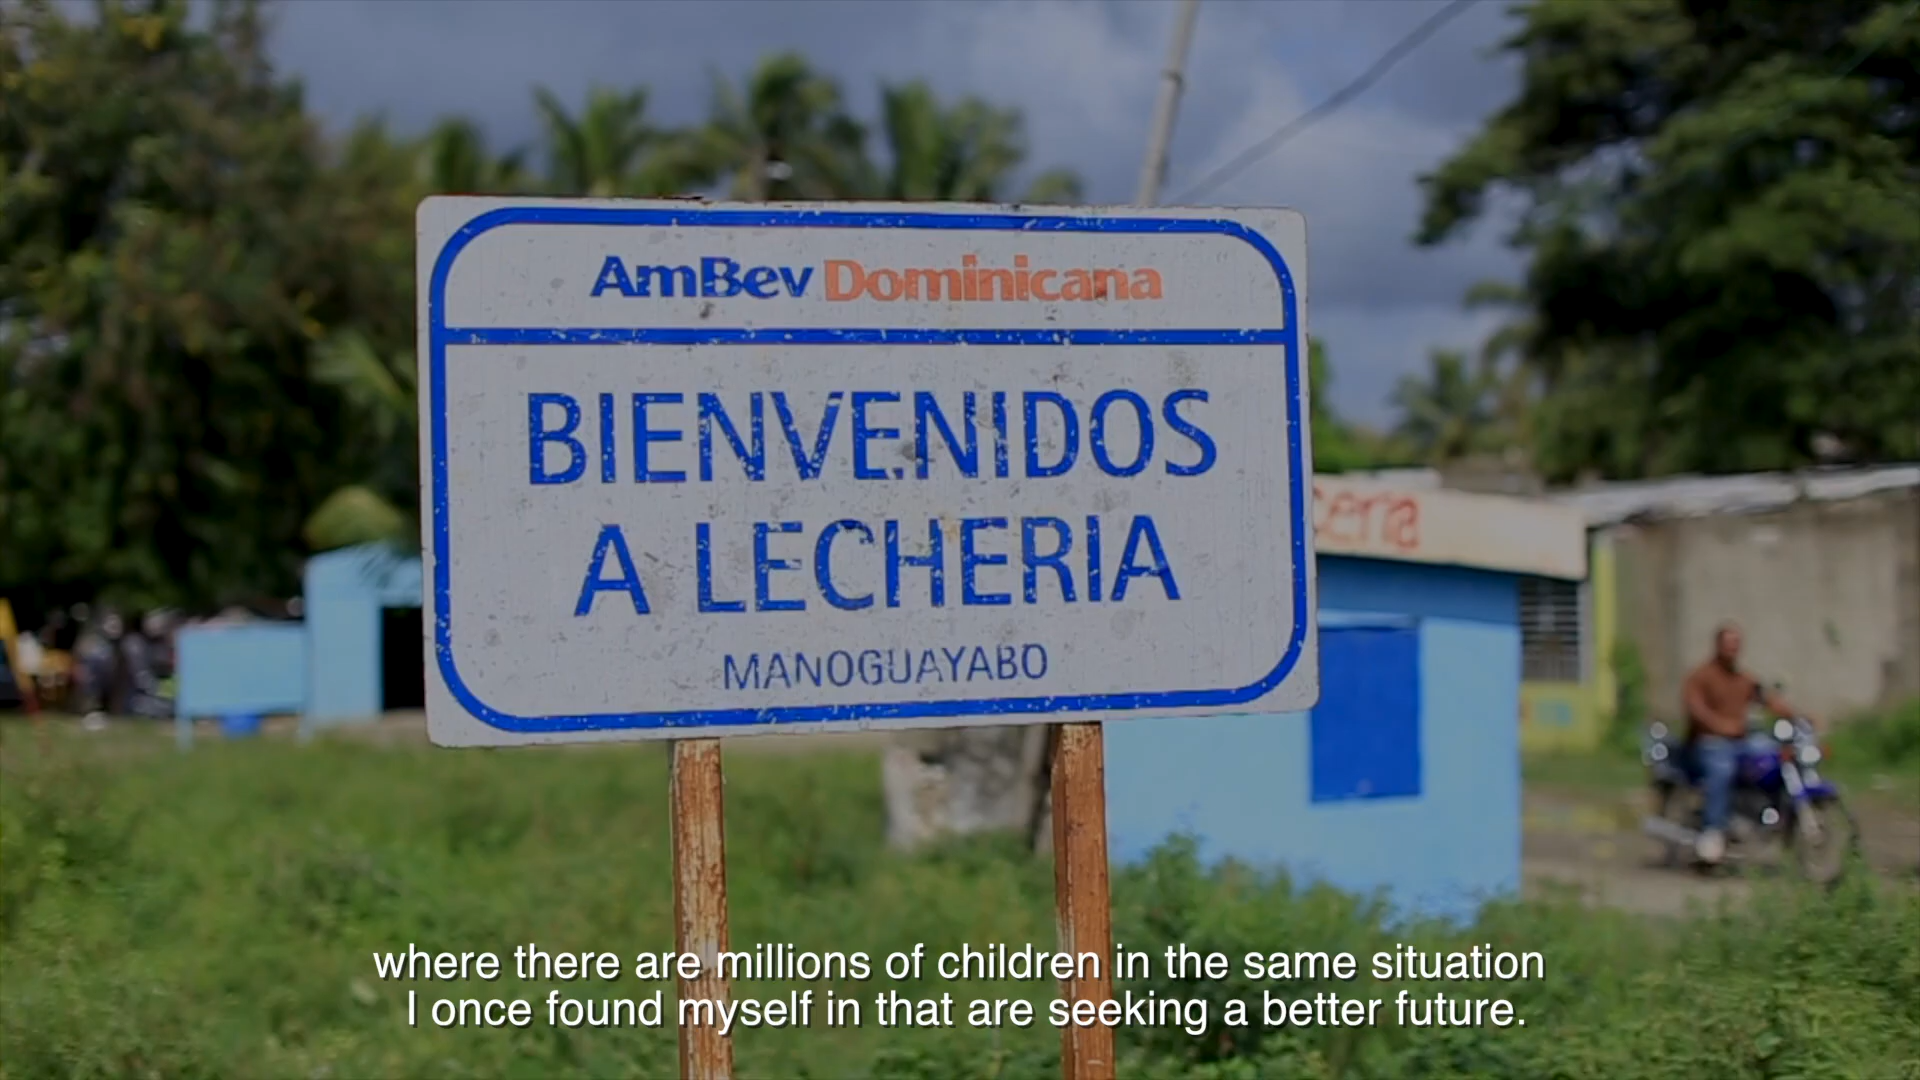 AmBev Dominicana
BIENVENIDOS
A LECHERIA
MANOGUAYABO
where there are millions of children in the same situation
I once found myself in that are seeking a better future.